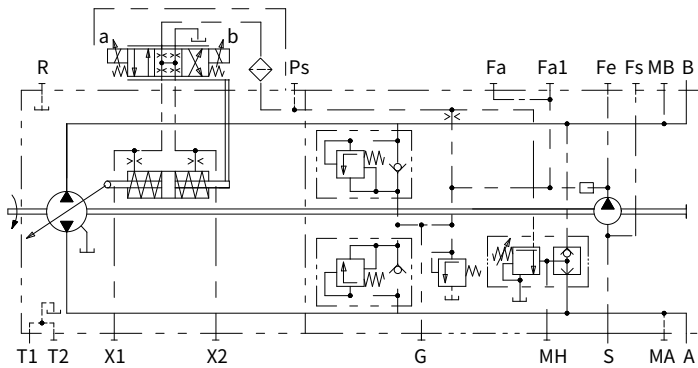 a b
R Ps Fa Fa1 Fe Fs MB B
T1 T2 X1 X2 G MH S MA A